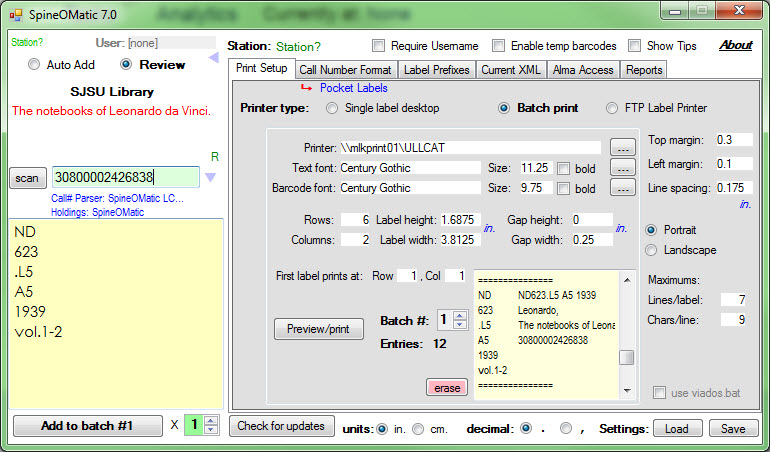 SpineOMatic 7.0
Analytics Currently at: None
Station?
User: [none]
Auto Add
Review
SJSU Library
The notebooks of Leonardo da Vinci.
R
scan
30800002426838
Call# Parser: SpineOMatic LC...
Holdings: SpineOMatic
ND
623
.L5
A5
1939
vol.1-2
Add to batch #1
X 1
Station: Station?
Require Username
Enable temp barcodes
Show Tips
About
Print Setup
Call Number Format
Label Prefixes
Current XML
Alma Access
Reports
Pocket Labels
Printer type:
Single label desktop
Batch print
FTP Label Printer
Printer: \\mlkprint01\ULLCAT ...
Text font: Century Gothic Size: 11.25 bold ...
Barcode font: Century Gothic Size: 9.75 bold ...
Rows: 6 Label height: 1.6875 Gap height: 0
in. in.
Columns: 2 Label width: 3.8125 Gap width: 0.25
First label prints at: Row 1 , Col 1
Preview/print
Batch #: 1
Entries: 12
erase
===============
ND ND623.L5 A5 1939
623 Leonardo,
.L5 The notebooks of Leona
A5 30800002426838
1939
vol.1-2
===============
Top margin: 0.3
Left margin: 0.1
Line spacing: 0.175
in.
Portrait
Landscape
Maximums:
Lines/label: 7
Chars/line: 9
use viados.bat
Check for updates
units: in. cm.
decimal: . ,
Settings: Load Save